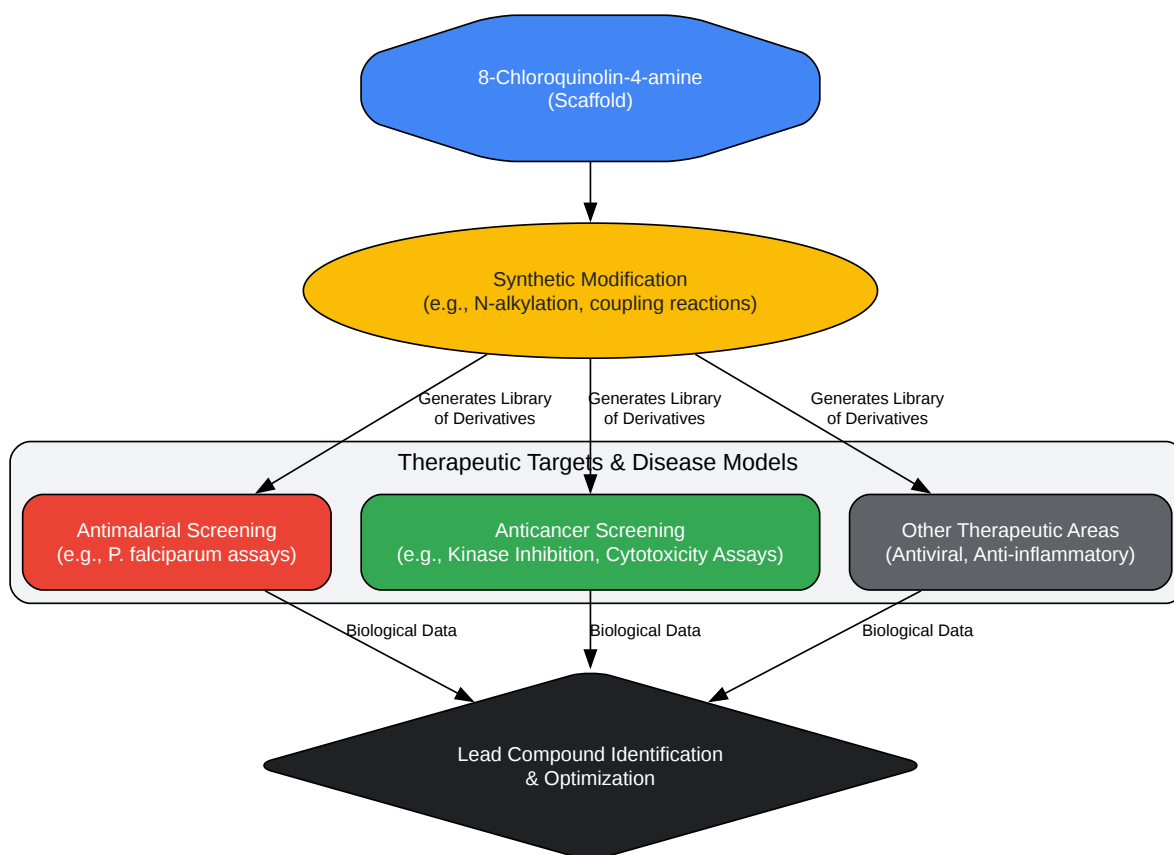 8-Chloroquinolin-4-amine
(Scaffold)
Synthetic Modification
(e.g., N-alkylation, coupling reactions)
Generates Library
of Derivatives
Generates Library
of Derivatives
Generates Library
of Derivatives
Therapeutic Targets & Disease Models
Antimalarial Screening
(e.g., P. falciparum assays)
Anticancer Screening
(e.g., Kinase Inhibition, Cytotoxicity Assays)
Other Therapeutic Areas
(Antiviral, Anti-inflammatory)
Biological Data
Biological Data
Biological Data
Lead Compound Identification
& Optimization